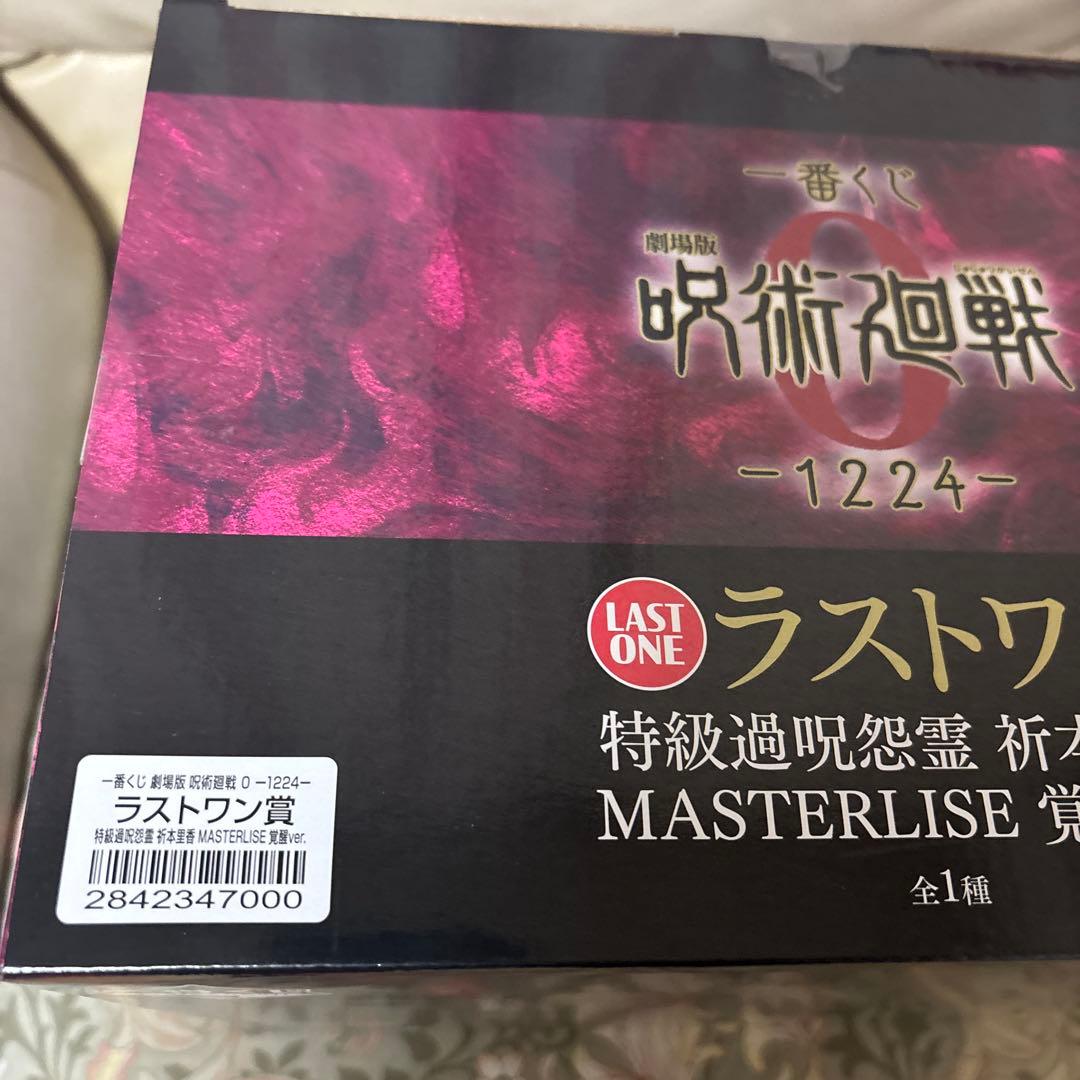 一番くじ
劇場版
じゅじゅつかいせん
呪術廻戦
0
-1224-
LAST
ONE
ラストワ
特級過呪怨霊 祈本
MASTERLISE 覚
全1種
一番くじ 劇場版 呪術廻戦 0 -1224-
ラストワン賞
特級過呪怨霊 祈本里香 MASTERLISE 覚醒ver.
2842347000